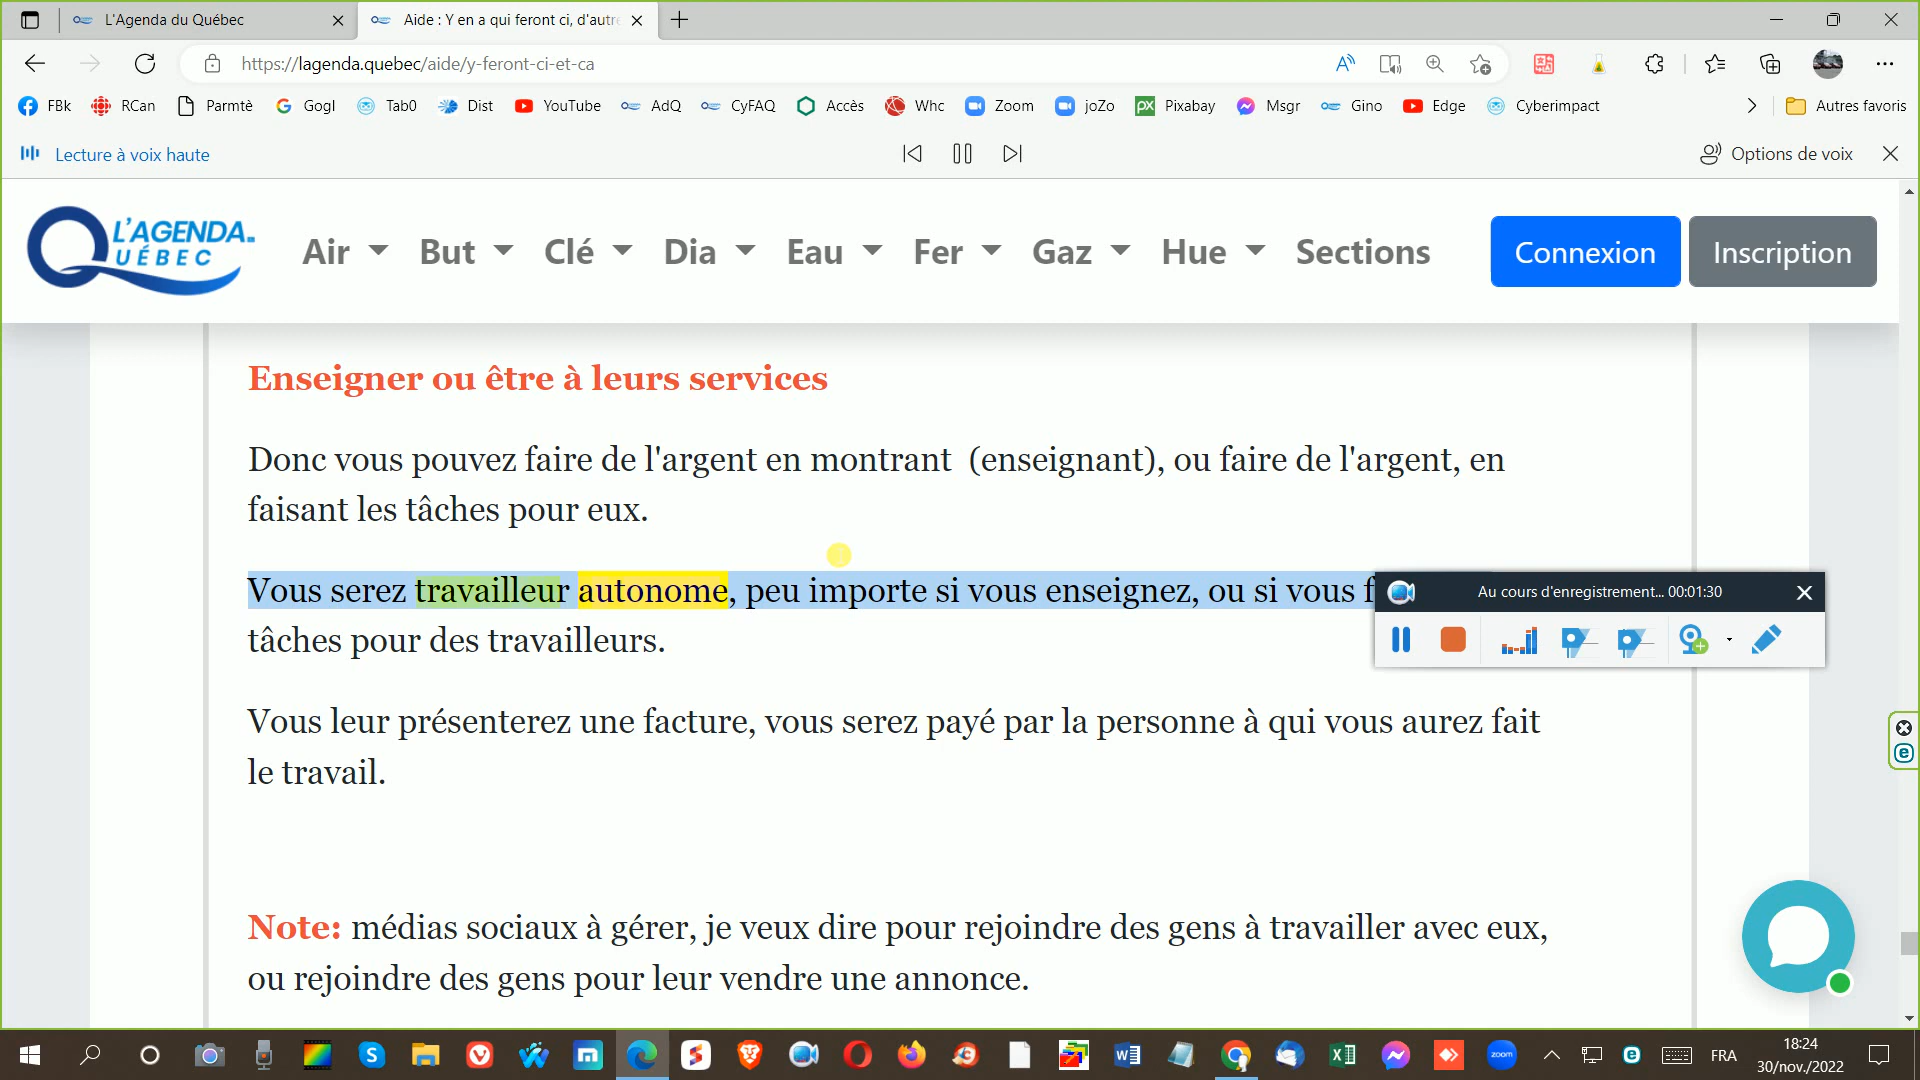 L'Agenda du Québec
Aide : Y en a qui feront ci, d'autre
https://lagenda.quebec/aide/y-feront-ci-et-ca
FBk RCan Parmtè Gogl Tab0 Dist YouTube AdQ CyFAQ Accès Whc Zoom joZo Pixabay Msgr Gino Edge Cyberimpact Autres favoris
Lecture à voix haute
Options de voix
L'AGENDA.
QUÉBEC
Air But Clé Dia Eau Fer Gaz Hue Sections
Connexion Inscription
Enseigner ou être à leurs services
Donc vous pouvez faire de l'argent en montrant (enseignant), ou faire de l'argent, en
faisant les tâches pour eux.
Vous serez travailleur autonome, peu importe si vous enseignez, ou si vous f
tâches pour des travailleurs.
Au cours d'enregistrement... 00:01:30
Vous leur présenterez une facture, vous serez payé par la personne à qui vous aurez fait
le travail.
Note: médias sociaux à gérer, je veux dire pour rejoindre des gens à travailler avec eux,
ou rejoindre des gens pour leur vendre une annonce.
zoom
FRA
18:24
30/nov./2022